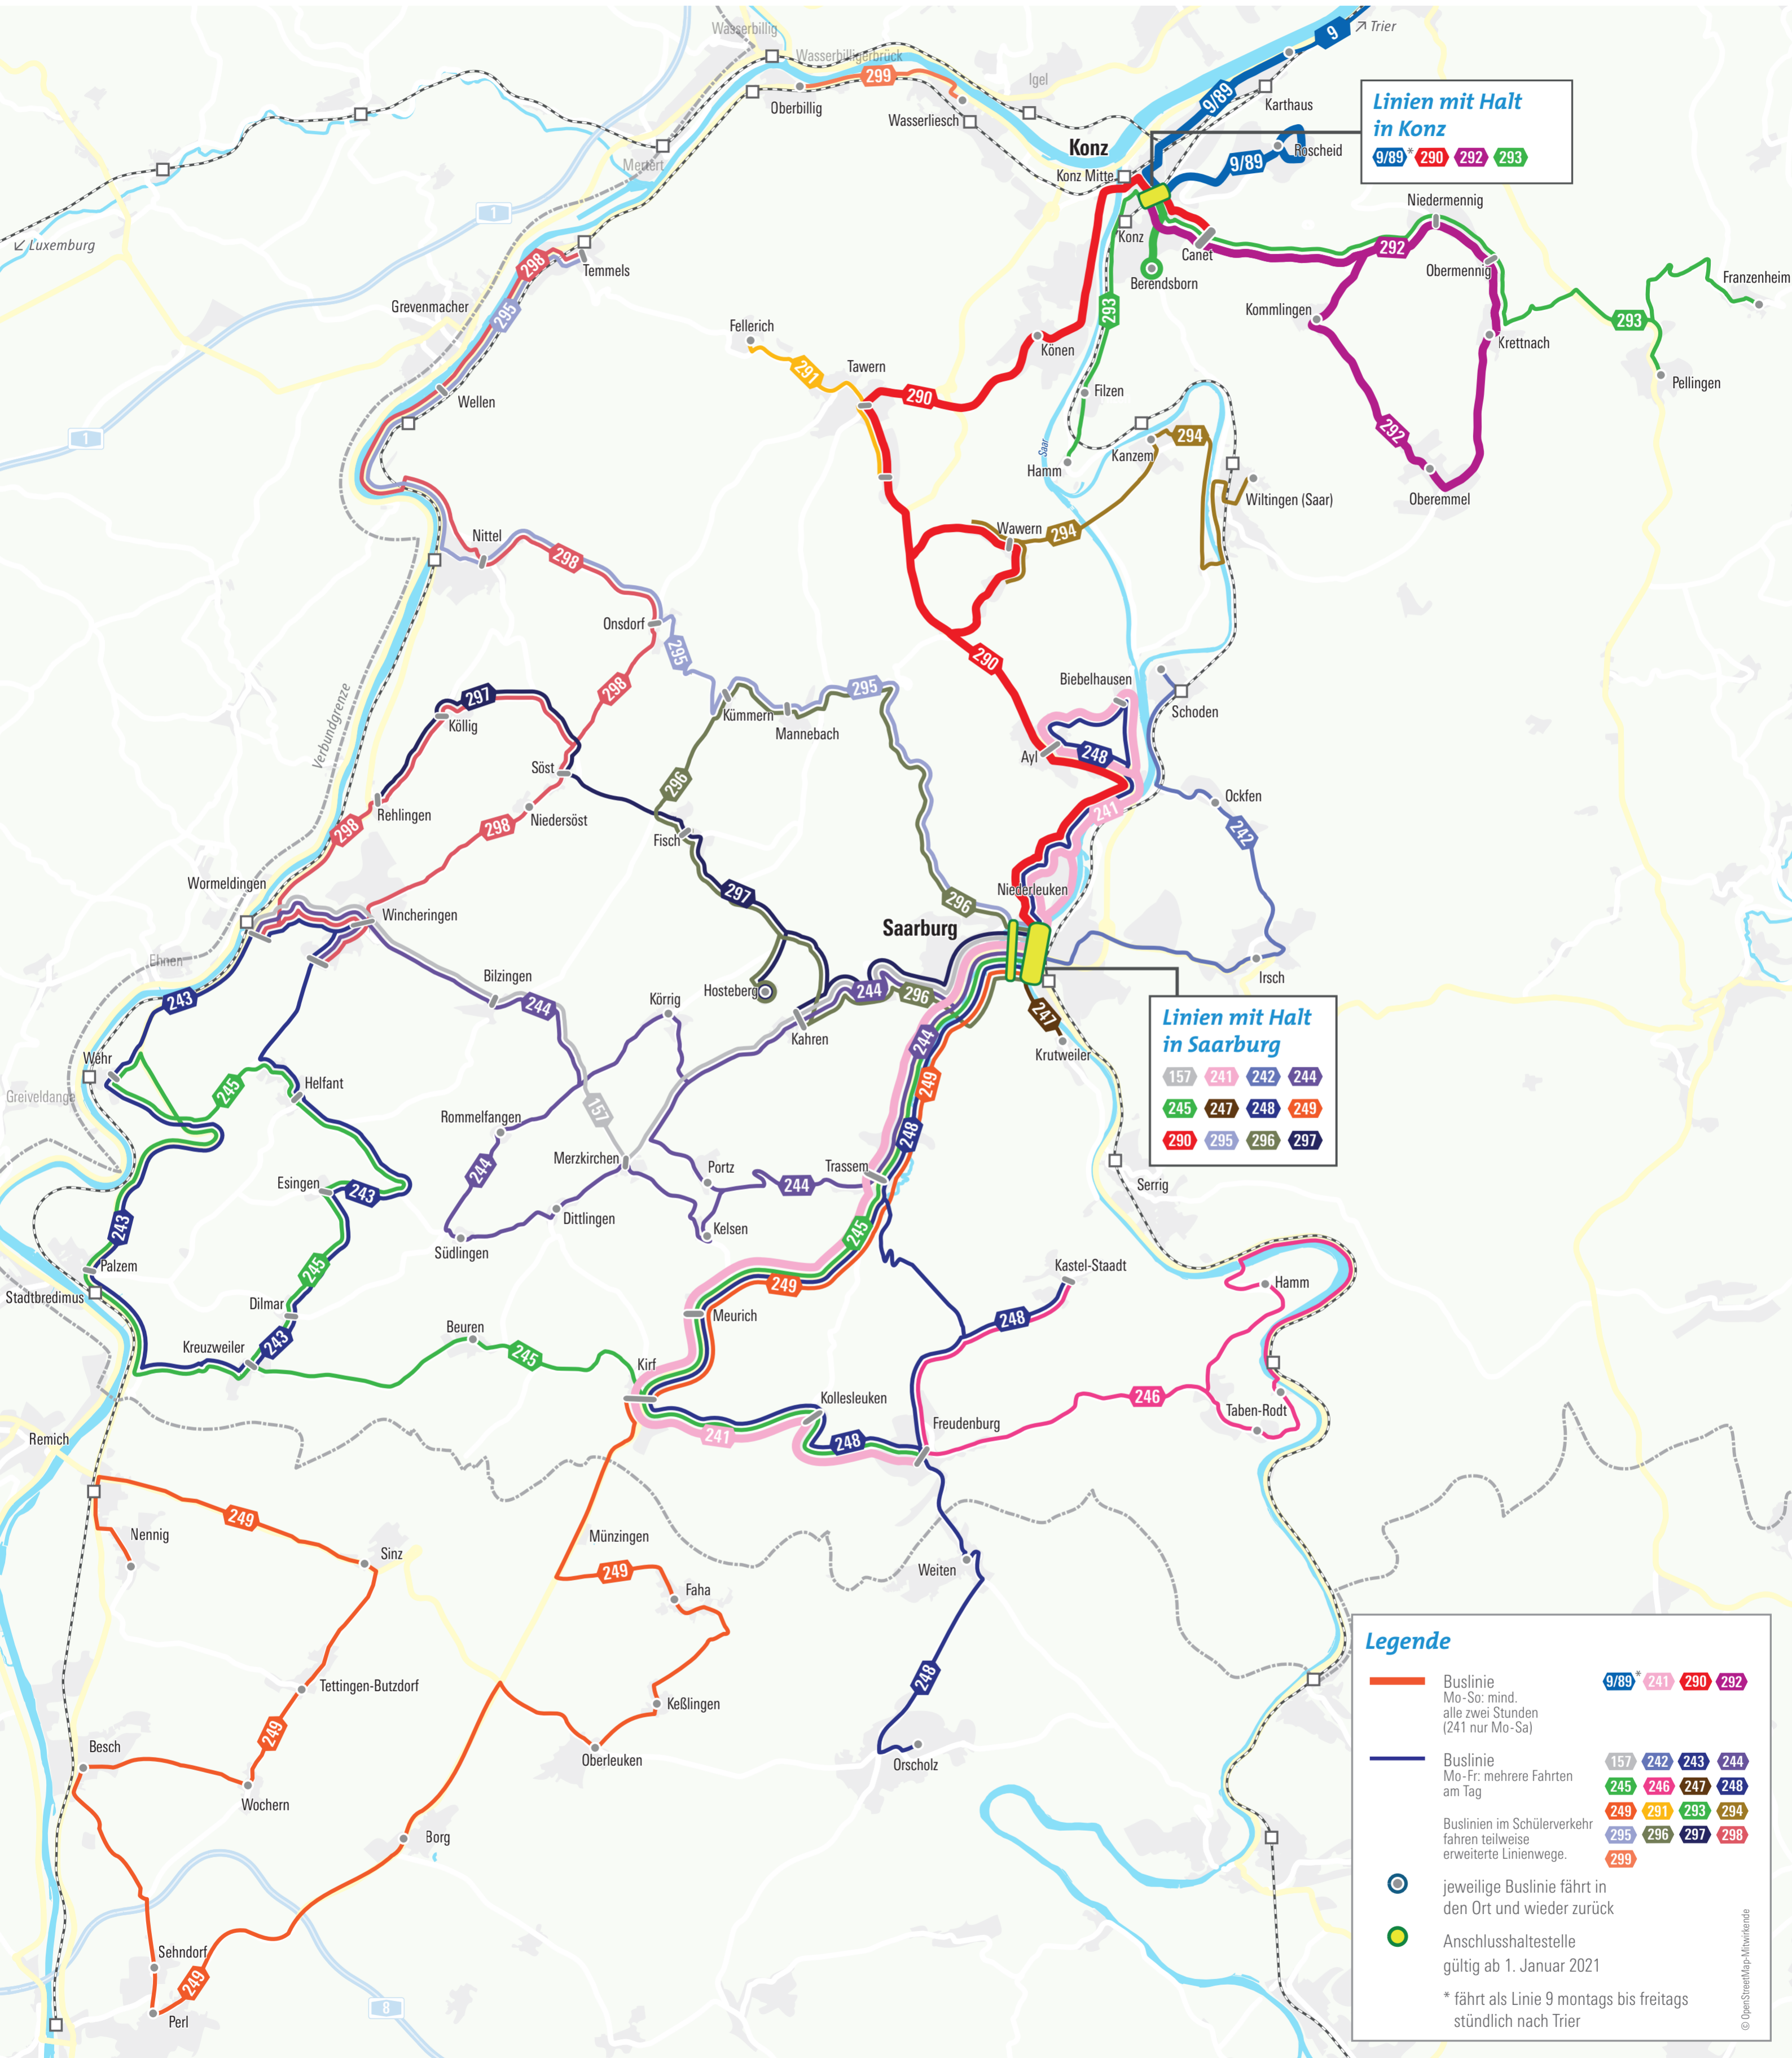 Wasserbillig
Wasserbilligerbrück
9
↗ Trier
299
Igel
Oberbillig
Wasserliesch
Karthaus
9/89
Linien mit Halt
in Konz
9/89* 290 292 293
Konz
Mertert
Roscheid
9/89
Konz Mitte
1
Niedermennig
↙ Luxemburg
Konz
Canet
292
Temmels
298
Obermennig
Berendsborn
Franzenheim
Grevenmacher
295
293
Kommlingen
293
Fellerich
Könen
Krettnach
291
Tawern
Pellingen
290
Filzen
Wellen
1
292
294
Saar
Kanzem
Hamm
Wiltingen (Saar)
Oberemmel
Nittel
Wawern
294
298
Onsdorf
295
290
Biebelhausen
298
295
297
Kümmern
Schoden
Köllig
Mannebach
Verbundgrenze
Ayl
248
Söst
296
Ockfen
Rehlingen
Niedersöst
241
298
298
Fisch
242
Wormeldingen
297
Niederleuken
296
Wincheringen
Saarburg
Ehnen
Bilzingen
Irsch
243
244
Hosteberg
244
296
Körrig
247
Kahren
Krutweiler
Linien mit Halt
in Saarburg
157 241 242 244
245 247 248 249
290 295 296 297
244
Wehr
249
Helfant
245
Greiveldange
157
Rommelfangen
248
Merzkirchen
244
Portz
Trassem
244
Esingen
243
Serrig
Dittlingen
243
Kelsen
245
Südlingen
Palzem
245
Kastel-Staadt
Hamm
249
Stadtbredimus
Dilmar
Meurich
248
Beuren
Kreuzweiler
243
245
Kirf
Kollesleuken
246
Taben-Rodt
Freudenburg
Remich
241
248
249
Nennig
Münzingen
Sinz
249
Weiten
Faha
Tettingen-Butzdorf
248
Keßlingen
249
Besch
Oberleuken
Orscholz
Wochern
Borg
Sehndorf
249
Perl
8
Legende
Buslinie
Mo-So: mind.
alle zwei Stunden
(241 nur Mo-Sa)
9/89* 241 290 292
Buslinie
Mo-Fr: mehrere Fahrten
am Tag
Buslinien im Schülerverkehr
fahren teilweise
erweiterte Linienwege.
157 242 243 244
245 246 247 248
249 291 293 294
295 296 297 298
299
jeweilige Buslinie fährt in
den Ort und wieder zurück
Anschlusshaltestelle
gültig ab 1. Januar 2021
* fährt als Linie 9 montags bis freitags
stündlich nach Trier
© OpenStreetMap-Mitwirkende